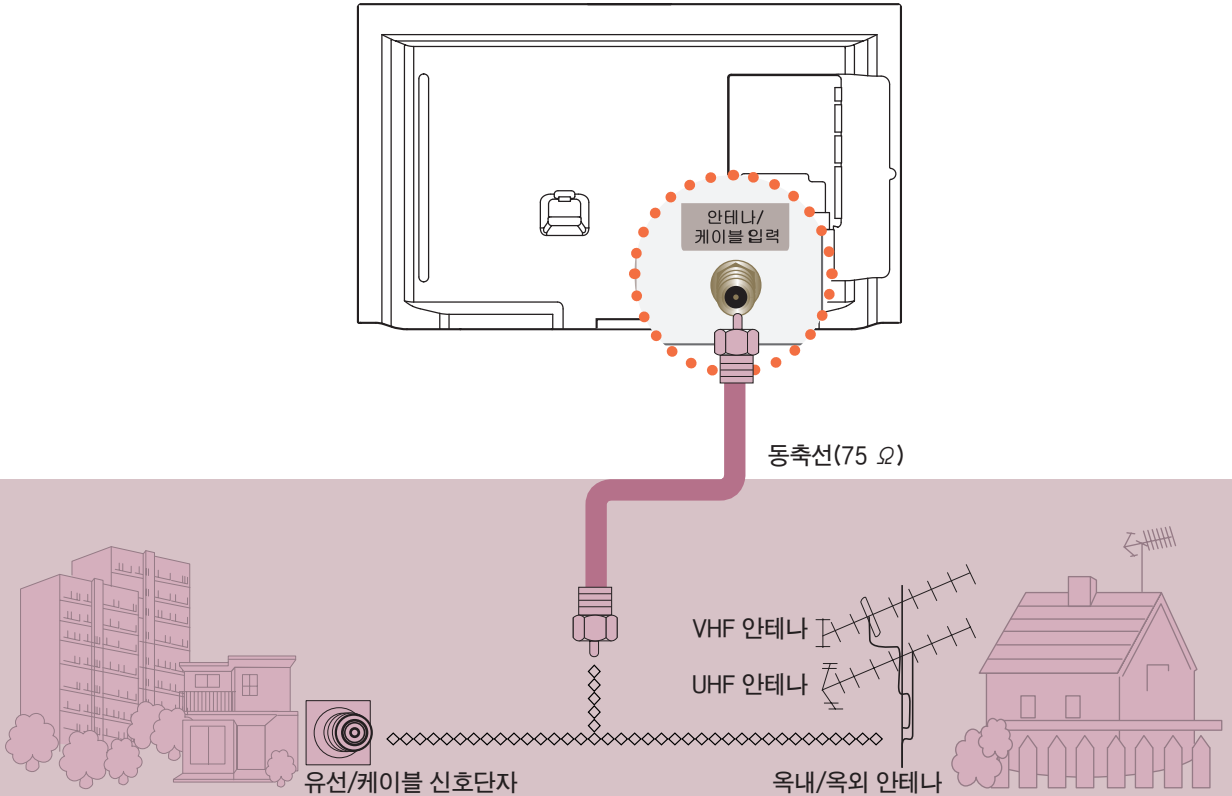 안테나/
케이블 입력
동축선(75 Ω)
VHF 안테나
UHF 안테나
유선/케이블 신호단자
옥내/옥외 안테나